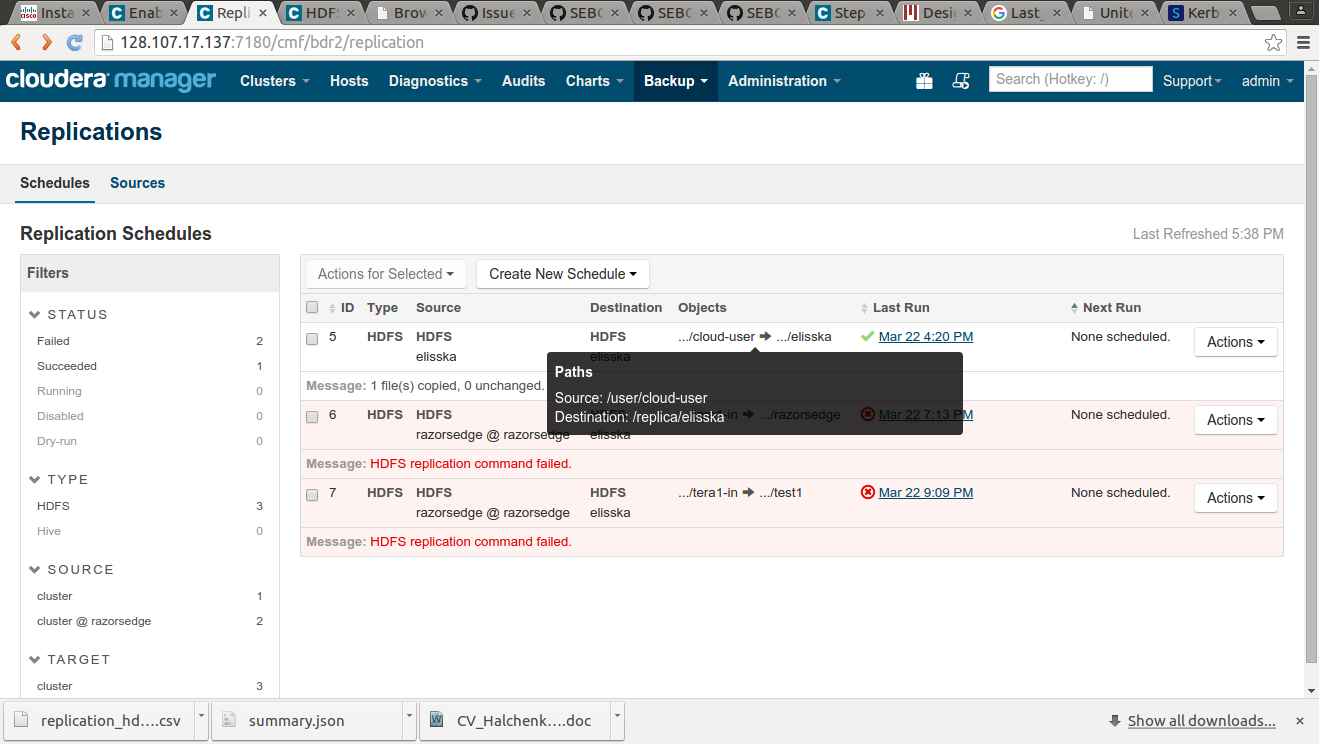 Insta
Enab
Repli
HDFS
Brow
Issue
SEBC
SEBC
SEBC
Step
Desi
Last_
Unite
Kerb
128.107.17.137:7180/cmf/bdr2/replication
cloudera manager Clusters Hosts Diagnostics Audits Charts Backup Administration Search (Hotkey: /) Support admin
Replications
Schedules Sources
Replication Schedules Last Refreshed 5:38 PM
Filters
STATUS
Failed 2
Succeeded 1
Running 0
Disabled 0
Dry-run 0
TYPE
HDFS 3
Hive 0
SOURCE
cluster 1
cluster @ razorsedge 2
TARGET
cluster 3
Actions for Selected Create New Schedule
ID Type Source Destination Objects Last Run Next Run
5 HDFS HDFS HDFS .../cloud-user .../elisska Mar 22 4:20 PM None scheduled. Actions
elisska elisska
Message: 1 file(s) copied, 0 unchanged.
Paths
Source: /user/cloud-user
Destination: /replica/elisska
6 HDFS HDFS HDFS .../tera1-in .../razorsedge Mar 22 7:13 PM None scheduled. Actions
razorsedge @ razorsedge elisska
Message: HDFS replication command failed.
7 HDFS HDFS HDFS .../tera1-in .../test1 Mar 22 9:09 PM None scheduled. Actions
razorsedge @ razorsedge elisska
Message: HDFS replication command failed.
replication_hd....csv summary.json CV_Halchenk....doc Show all downloads...